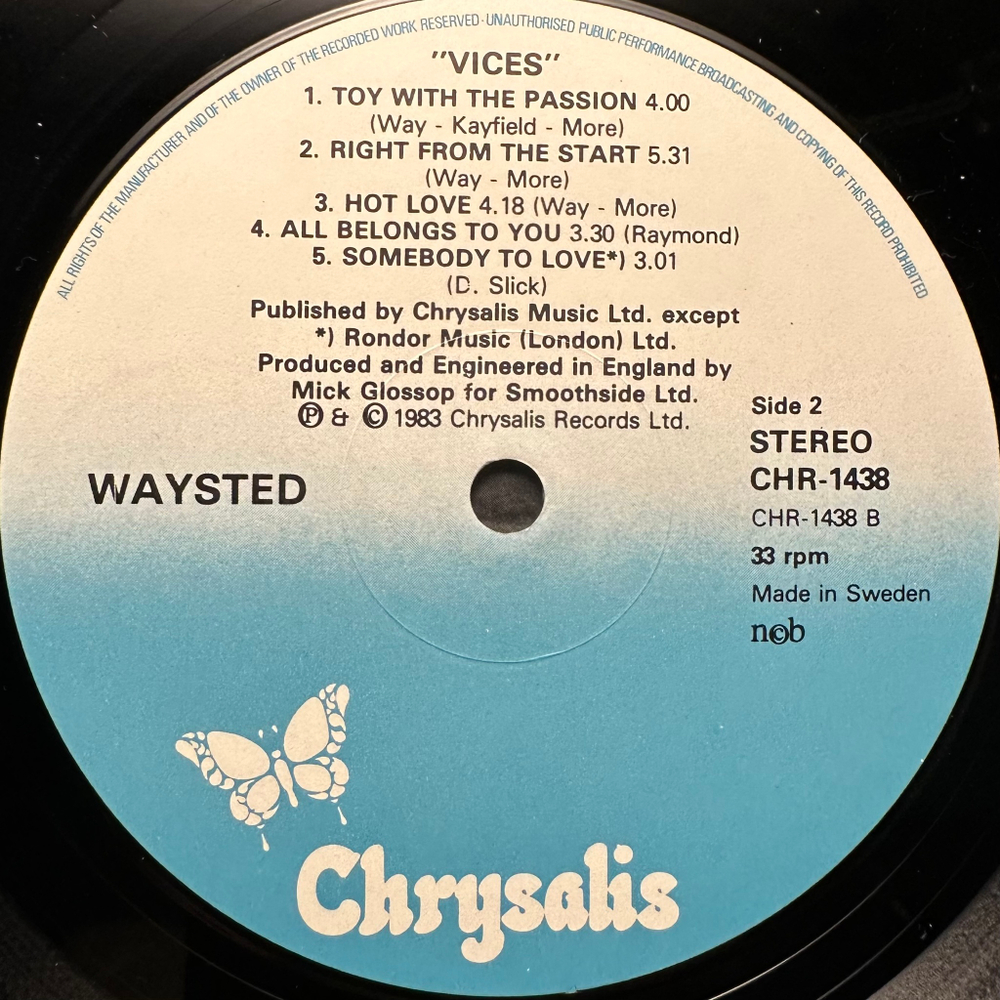 ALL RIGHTS OF THE MANUFACTURER AND OF THE OWNER OF THE RECORDED WORK RESERVED · UNAUTHORISED PUBLIC PERFORMANCE BROADCASTING AND COPYING OF THIS RECORD PROHIBITED
"VICES"
1. TOY WITH THE PASSION 4.00
(Way - Kayfield - More)
2. RIGHT FROM THE START 5.31
(Way - More)
3. HOT LOVE 4.18 (Way - More)
4. ALL BELONGS TO YOU 3.30 (Raymond)
5. SOMEBODY TO LOVE*) 3.01
(D. Slick)
Published by Chrysalis Music Ltd. except
*) Rondor Music (London) Ltd.
Produced and Engineered in England by
Mick Glossop for Smoothside Ltd.
Ⓟ & © 1983 Chrysalis Records Ltd.
WAYSTED
Side 2
STEREO
CHR-1438
CHR-1438 B
33 rpm
Made in Sweden
n©b
Chrysalis